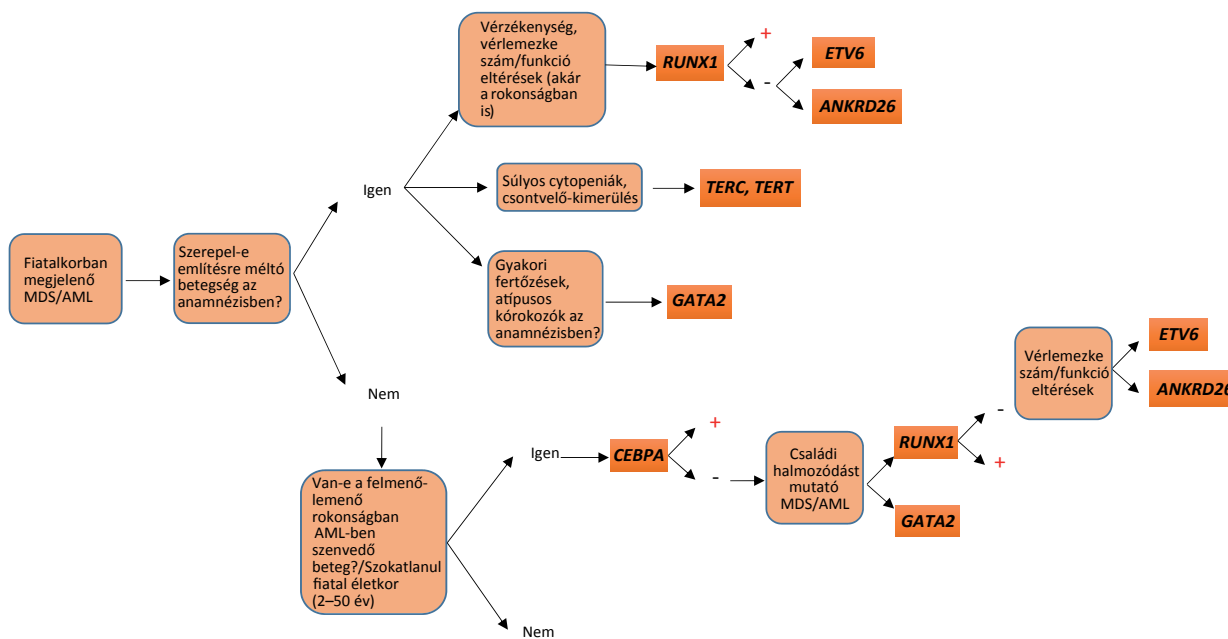 Fiatalkorban
megjelenő
MDS/AML
Szerepel-e
említésre méltó
betegség az
anamnézisben?
Igen
Vérzékenység,
vérlemezke
szám/funkció
eltérések (akár
a rokonságban
is)
RUNX1
+
-
ETV6
ANKRD26
Súlyos cytopeniák,
csontvelő-kimerülés
TERC, TERT
Gyakori
fertőzések,
atípusos
kórokozók az
anamnézisben?
GATA2
Nem
Van-e a felmenő-
lemenő
rokonságban
AML-ben
szenvedő
beteg?/Szokatlanul
fiatal életkor
(2–50 év)
Igen
CEBPA
+
-
Családi
halmozódást
mutató
MDS/AML
RUNX1
-
+
Vérlemezke
szám/funkció
eltérések
ETV6
ANKRD26
GATA2
Nem